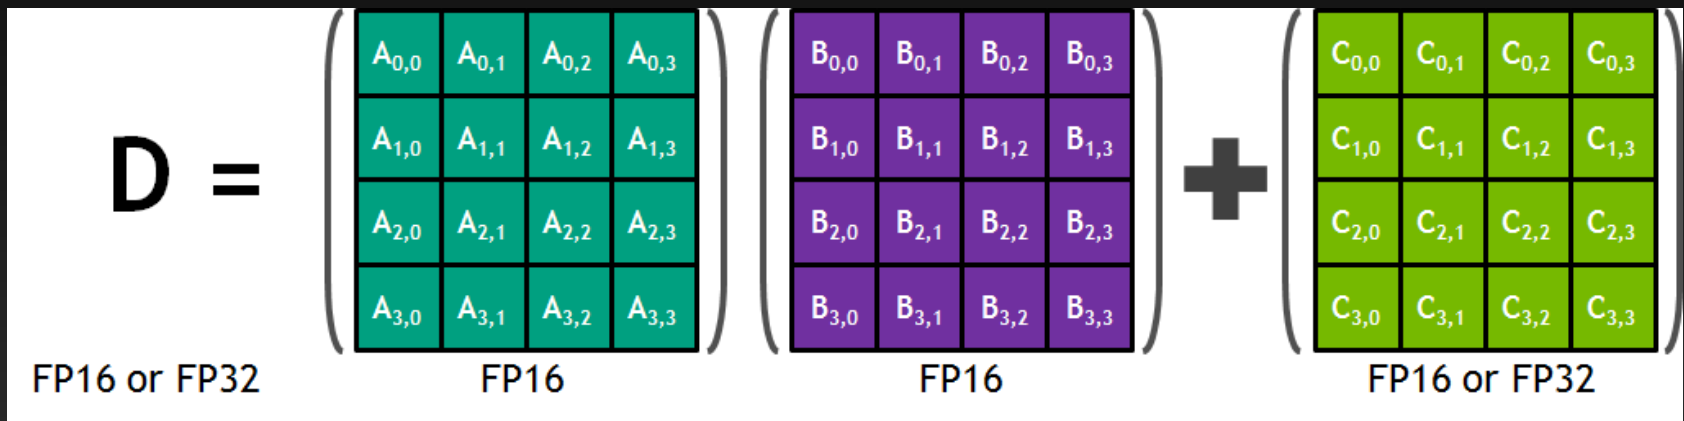 A0,0 A0,1 A0,2 A0,3 B0,0 B0,1 B0,2 B0,3 C0,0 C0,1 C0,2 C0,3
A1,0 A1,1 A1,2 A1,3 B1,0 B1,1 B1,2 B1,3 C1,0 C1,1 C1,2 C1,3
D = +
A2,0 A2,1 A2,2 A2,3 B2,0 B2,1 B2,2 B2,3 C2,0 C2,1 C2,2 C2,3
A3,0 A3,1 A3,2 A3,3 B3,0 B3,1 B3,2 B3,3 C3,0 C3,1 C3,2 C3,3
FP16 or FP32 FP16 FP16 FP16 or FP32